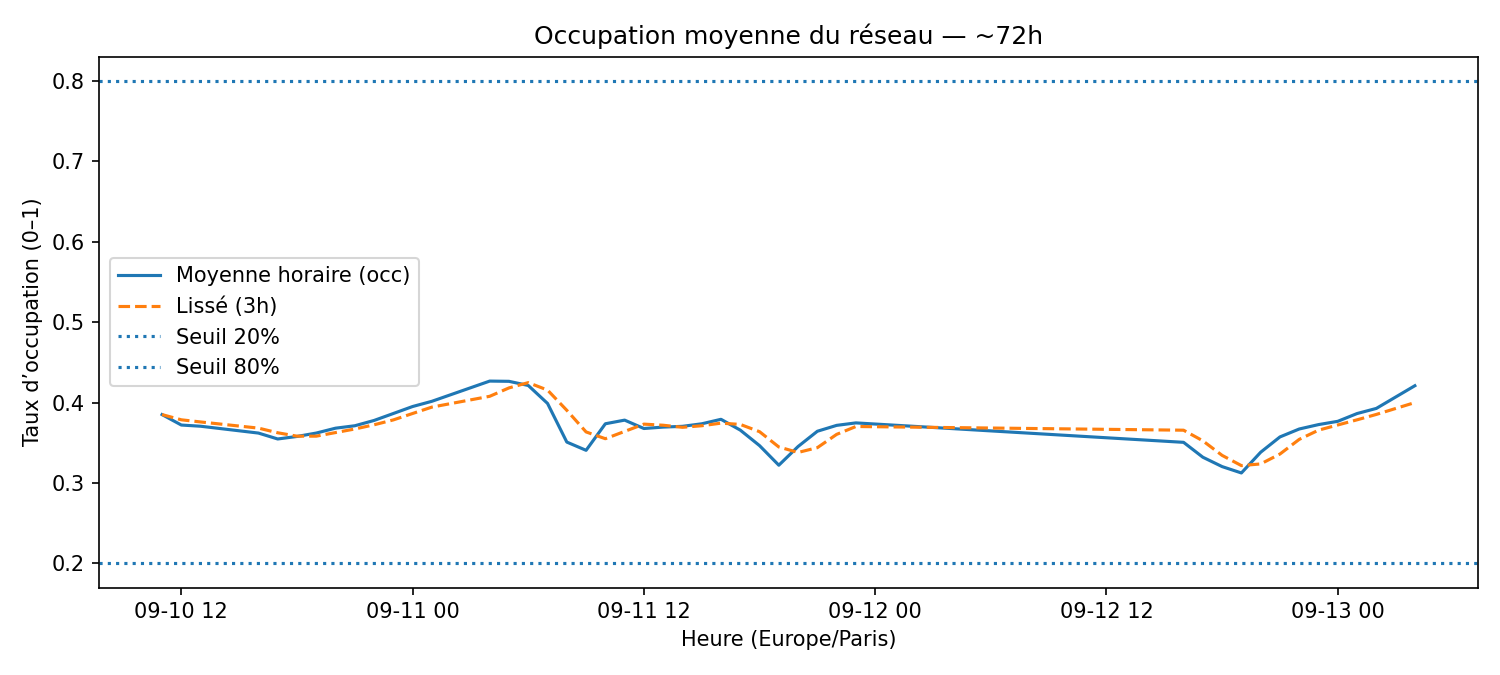 Occupation moyenne du réseau — ~72h
Taux d’occupation (0–1)
0.8
0.7
0.6
0.5
0.4
0.3
0.2
Moyenne horaire (occ)
Lissé (3h)
Seuil 20%
Seuil 80%
09-10 12
09-11 00
09-11 12
09-12 00
09-12 12
09-13 00
Heure (Europe/Paris)